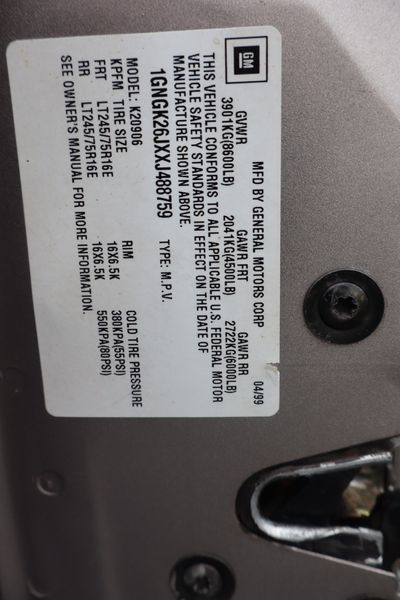 GM
MFD BY GENERAL MOTORS CORP
04/99
GVWR GAWR FRT GAWR RR
3901KG(8600LB) 2041KG(4500LB) 2722KG(6000LB)
THIS VEHICLE CONFORMS TO ALL APPLICABLE U.S. FEDERAL MOTOR
VEHICLE SAFETY STANDARDS IN EFFECT ON THE DATE OF
MANUFACTURE SHOWN ABOVE.
1GNGK26JXXJ488759 TYPE: M.P.V.
MODEL: K20906
KPFM TIRE SIZE RIM COLD TIRE PRESSURE
FRT LT245/75R16E 16X6.5K 380KPA(55PSI)
RR LT245/75R16E 16X6.5K 550KPA(80PSI)
SEE OWNER'S MANUAL FOR MORE INFORMATION.